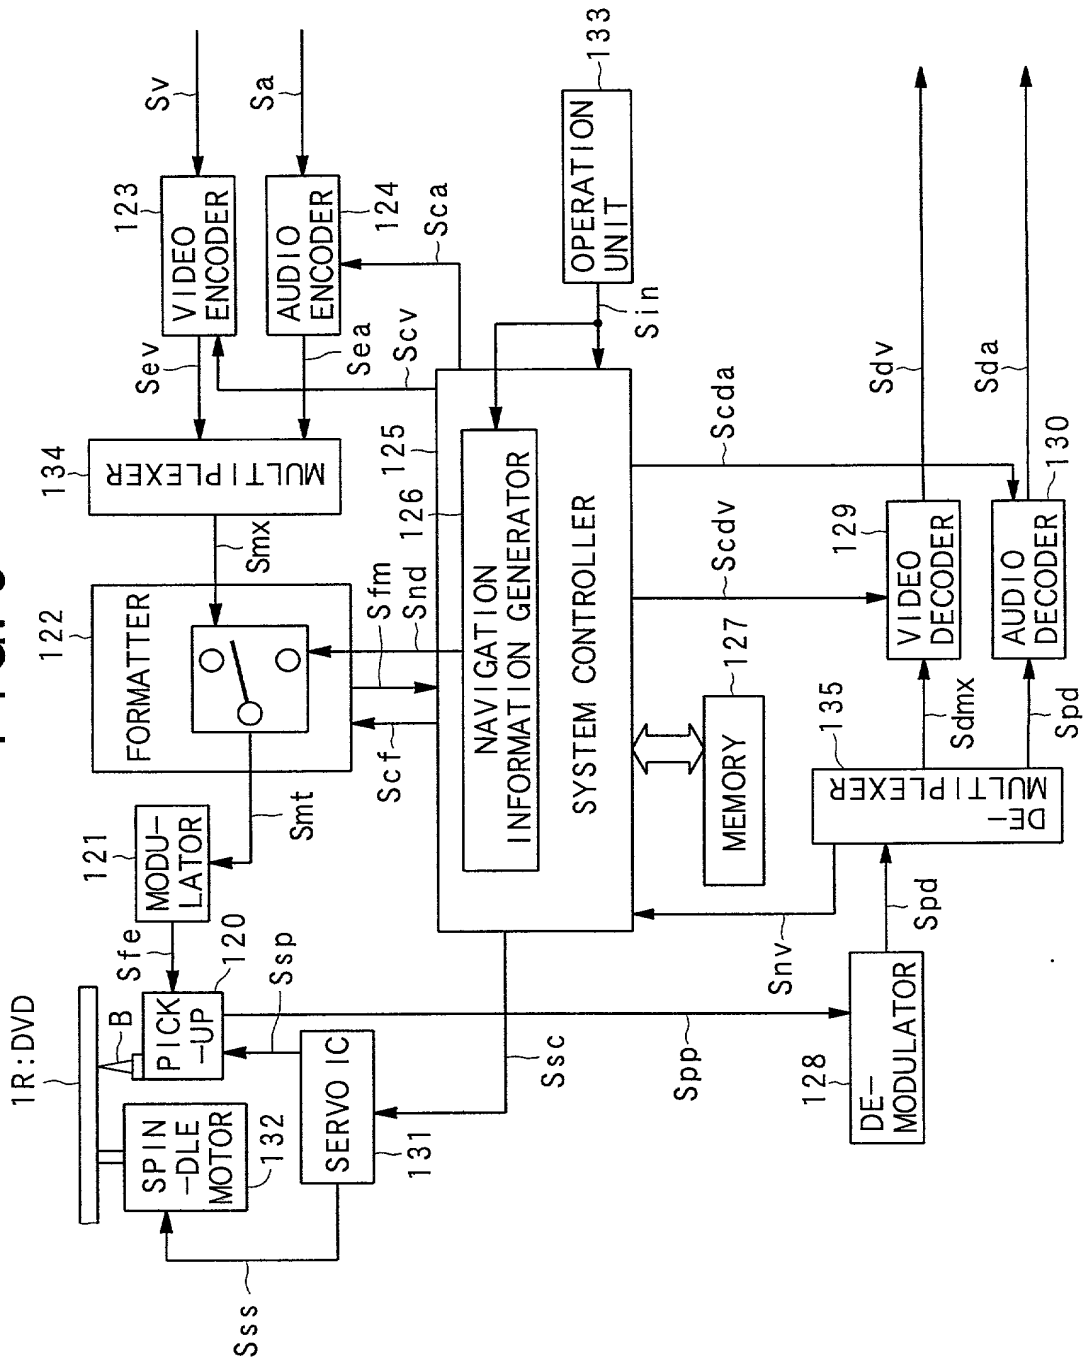 1R:DVD
B
SPIN
-DLE
MOTOR
132
PICK
-UP
120
Sfe
MODU-
LATOR
121
Smt
FORMATTER
122
Smx
MULTIPLEXER
134
Sev
Sea
VIDEO
ENCODER
123
AUDIO
ENCODER
124
Sv
Sa
Sss
SERVO IC
131
Ssp
Ssc
Scf
Sfm
Snd
Scv
Sca
NAVIGATION
INFORMATION GENERATOR
126
125
SYSTEM CONTROLLER
Sin
OPERATION
UNIT
133
MEMORY
127
Spp
Snv
Scdv
Scda
DE-
MODULATOR
128
Spd
DE-
MULTIPLEXER
135
Sdmx
Spd
VIDEO
DECODER
129
AUDIO
DECODER
130
Sdv
Sda